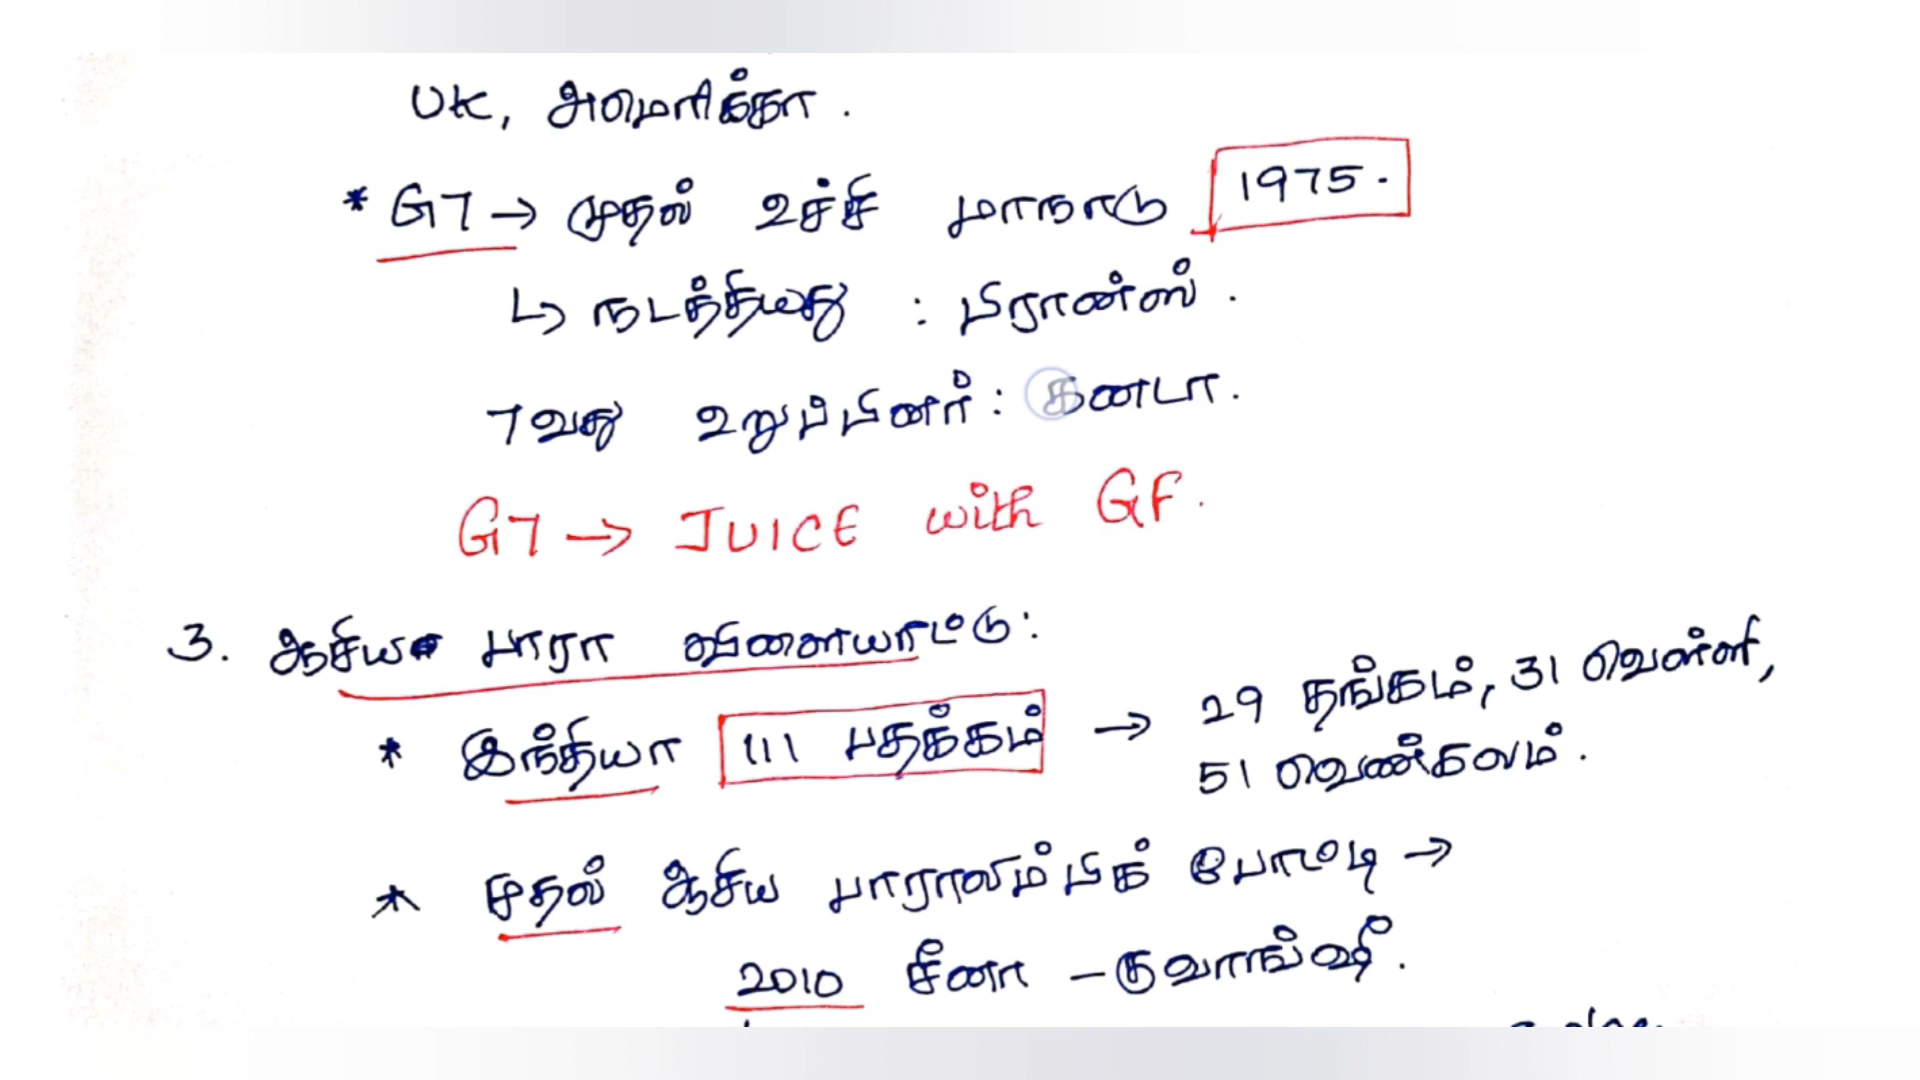 UK, அமெரிக்கா.
* G7 → முதல் உச்சி மாநாடு 1975.
↳ நடத்தியது : பிரான்ஸ்.
7வது உறுப்பினர் : கனடா.
G7 → JUICE with GF.
3. ஆசிய பாரா விளையாட்டு:
* இந்தியா 111 பதக்கம் → 29 தங்கம், 31 வெள்ளி,
51 வெண்கலம்.
* முதல் ஆசிய பாராலிம்பிக் போட்டி →
2010 சீனா - குவாங்ஷீ.